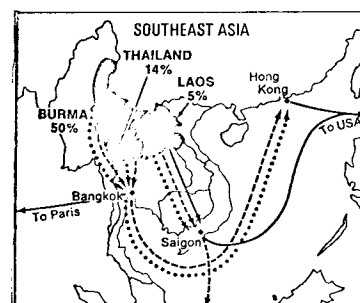 SOUTHEAST ASIA
THAILAND
14%
LAOS
5%
Hong
Kong
BURMA
50%
To USA
Bangkok
To Paris
Saigon